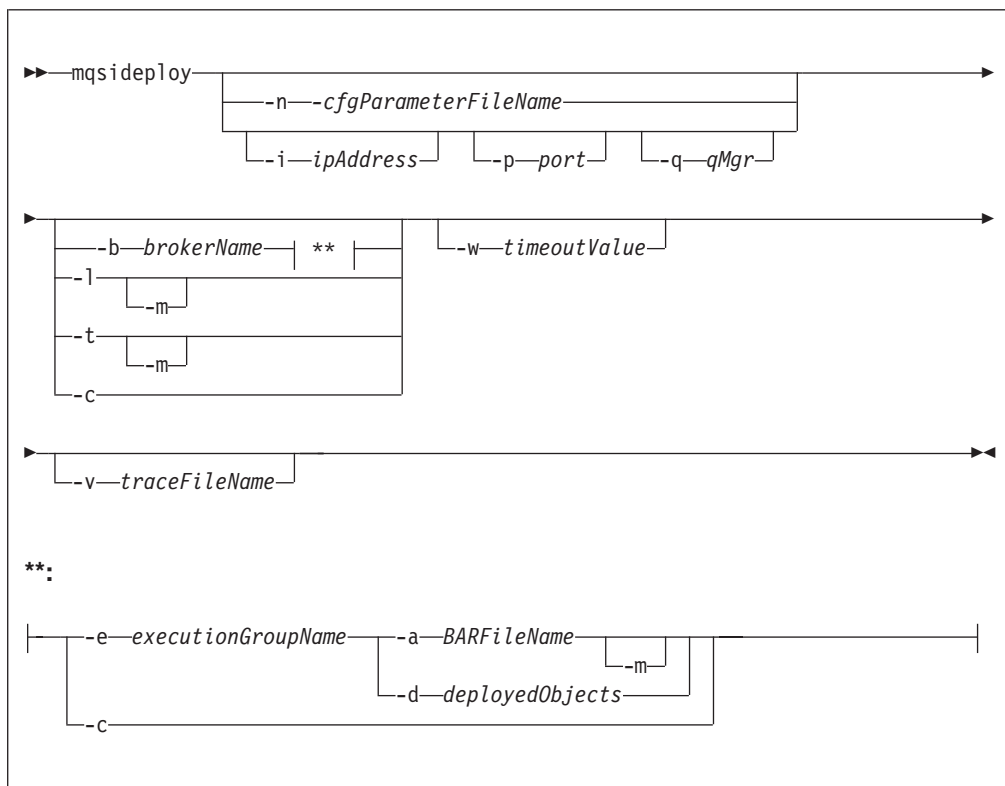 mqsideploy
-n -cfgParameterFileName
-i ipAddress -p port -q qMgr
-b brokerName **
-w timeoutValue
-l
-m
-t
-m
-c
-v traceFileName
**:
-e executionGroupName -a BARFileName
-m
-d deployedObjects
-c